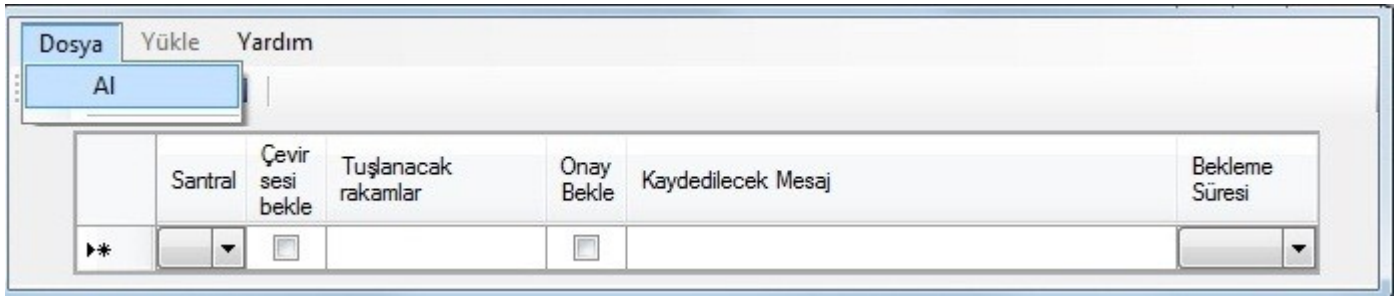 Dosya Yükle Yardım
Al
Santral
Çevir
sesi
bekle
Tuşlanacak
rakamlar
Onay
Bekle
Kaydedilecek Mesaj
Bekleme
Süresi